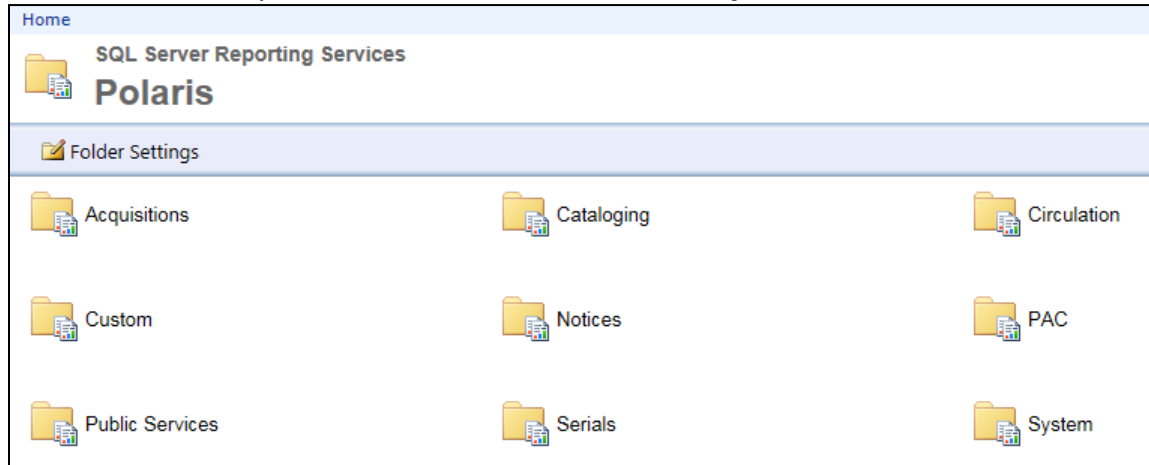 Home
SQL Server Reporting Services
Polaris
Folder Settings
Acquisitions
Cataloging
Circulation
Custom
Notices
PAC
Public Services
Serials
System